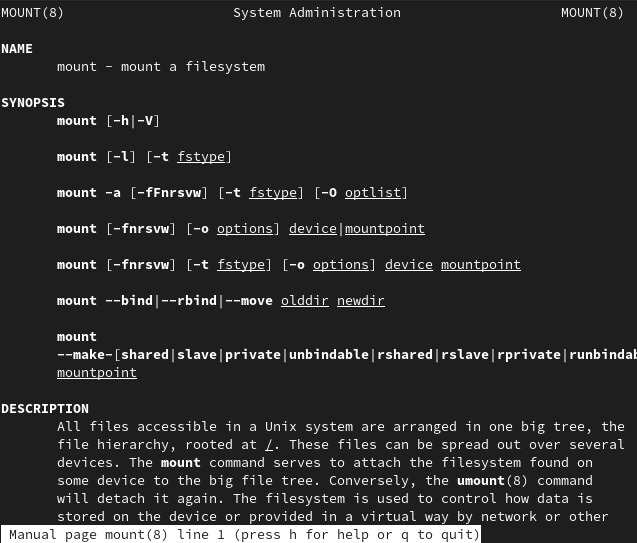 MOUNT(8) System Administration MOUNT(8)
NAME
mount - mount a filesystem
SYNOPSIS
mount [-h|-V]
mount [-l] [-t fstype]
mount -a [-fFnrsvw] [-t fstype] [-O optlist]
mount [-fnrsvw] [-o options] device|mountpoint
mount [-fnrsvw] [-t fstype] [-o options] device mountpoint
mount --bind|--rbind|--move olddir newdir
mount
--make-[shared|slave|private|unbindable|rshared|rslave|rprivate|runbindab
mountpoint
DESCRIPTION
All files accessible in a Unix system are arranged in one big tree, the
file hierarchy, rooted at /. These files can be spread out over several
devices. The mount command serves to attach the filesystem found on
some device to the big file tree. Conversely, the umount(8) command
will detach it again. The filesystem is used to control how data is
stored on the device or provided in a virtual way by network or other
Manual page mount(8) line 1 (press h for help or q to quit)